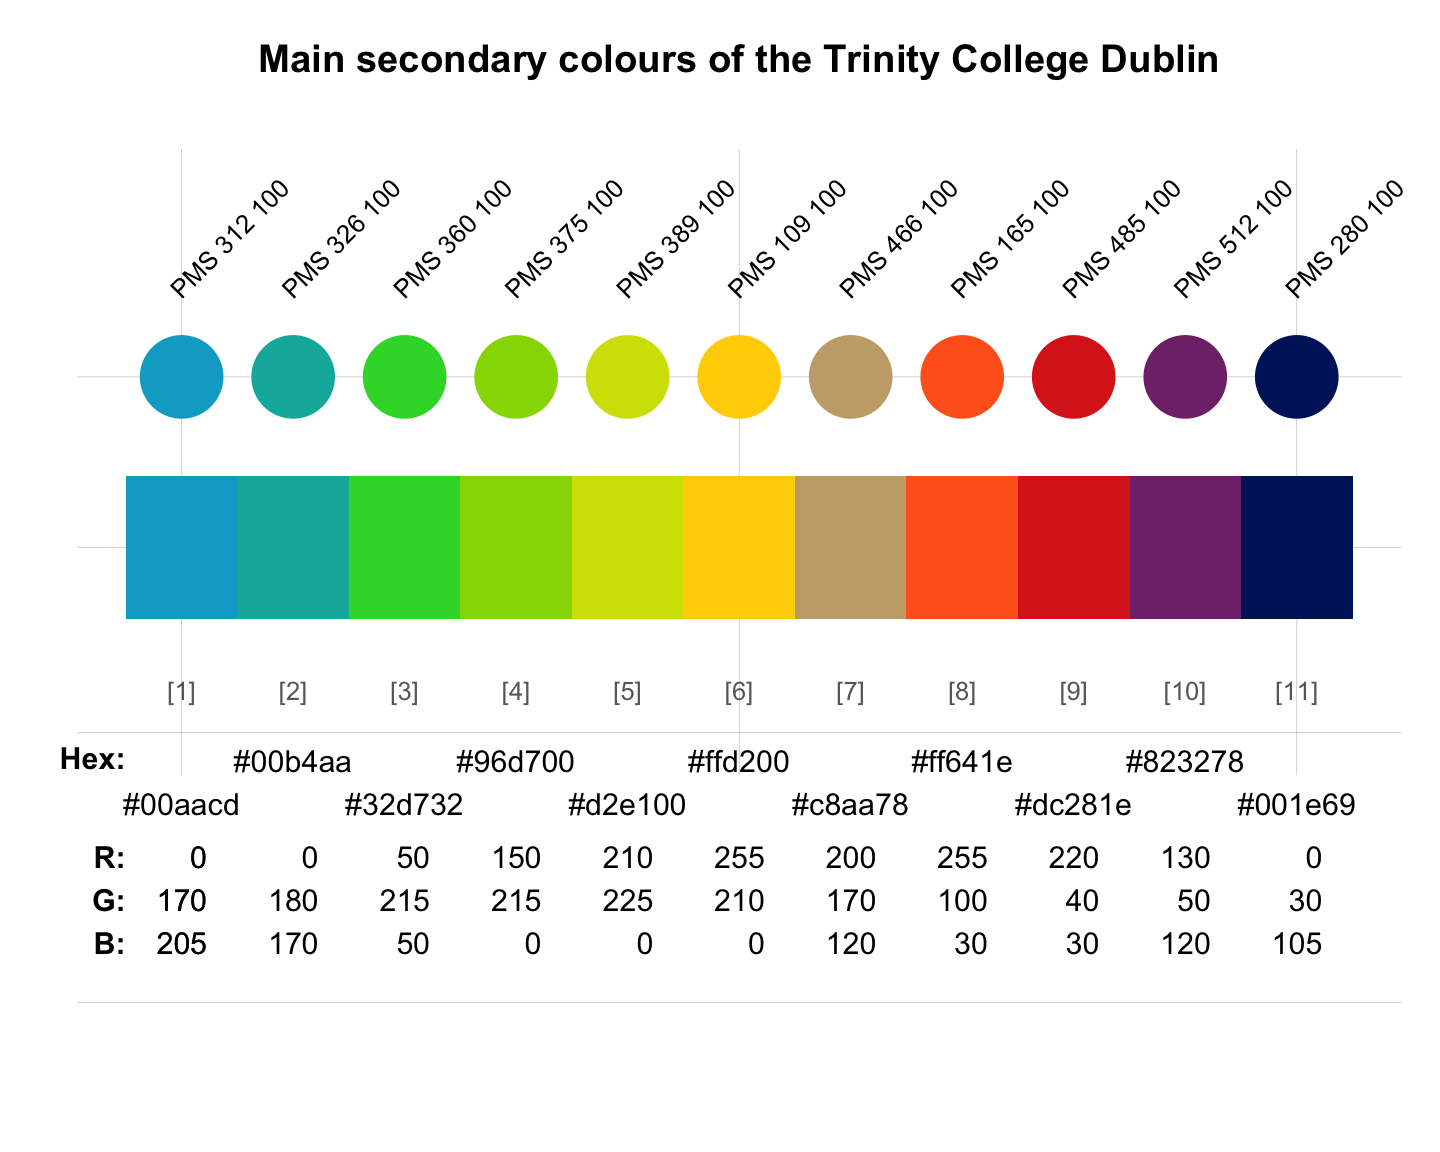 Main secondary colours of the Trinity College Dublin
PMS 312 100
PMS 326 100
PMS 360 100
PMS 375 100
PMS 389 100
PMS 109 100
PMS 466 100
PMS 165 100
PMS 485 100
PMS 512 100
PMS 280 100
[1] [2] [3] [4] [5] [6] [7] [8] [9] [10] [11]
Hex: #00b4aa #96d700 #ffd200 #ff641e #823278
#00aacd #32d732 #d2e100 #c8aa78 #dc281e #001e69
R: 0 0 50 150 210 255 200 255 220 130 0
G: 170 180 215 215 225 210 170 100 40 50 30
B: 205 170 50 0 0 0 120 30 30 120 105